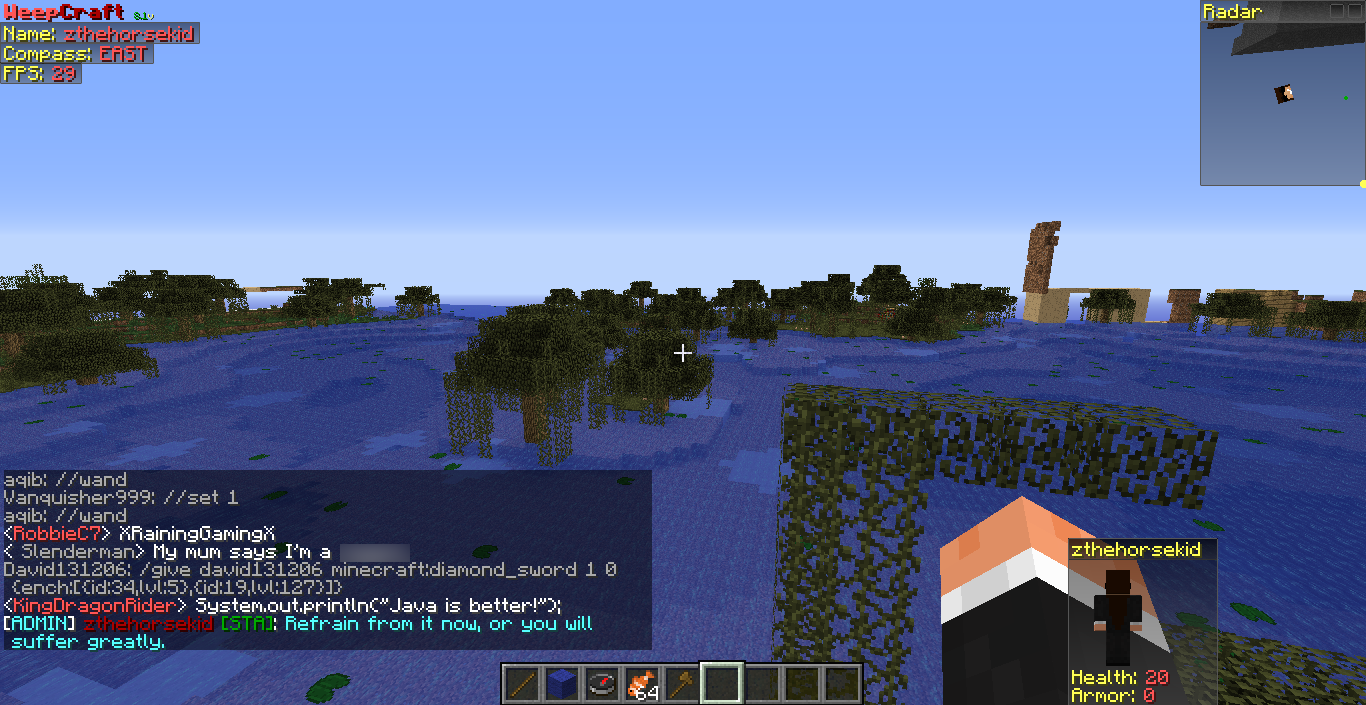 WeepCraft 8.1v
Name: zthehorsekid
Compass: EAST
FPS: 29
Radar
aqib: //wand
Vanquisher999: //set 1
aqib: //wand
<RobbieC7> XRainingGamingX
< Slenderman> My mum says I'm a
David131206: /give david131206 minecraft:diamond_sword 1 0
{ench:[{id:34,lvl:5},{id:19,lvl:127}]}
<KingDragonRider> System.out.println("Java is better!");
[ADMIN] zthehorsekid [STA]: Refrain from it now, or you will
suffer greatly.
zthehorsekid
Health: 20
Armor: 0
64